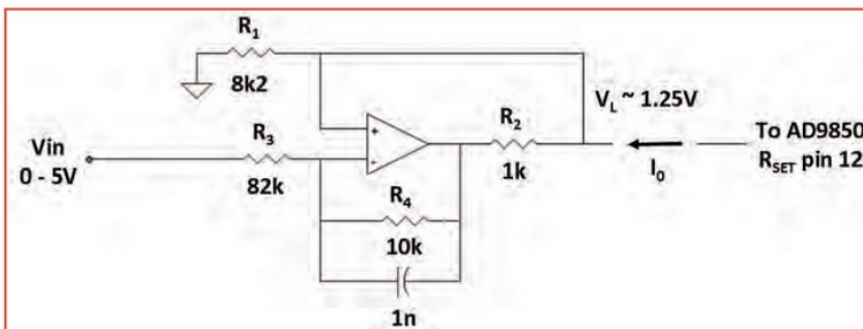 R1
8k2
VL ~ 1.25V
R3
+
-
R2
To AD9850
Vin
RSET pin 12
0 - 5V
82k
1k
I0
R4
10k
1n